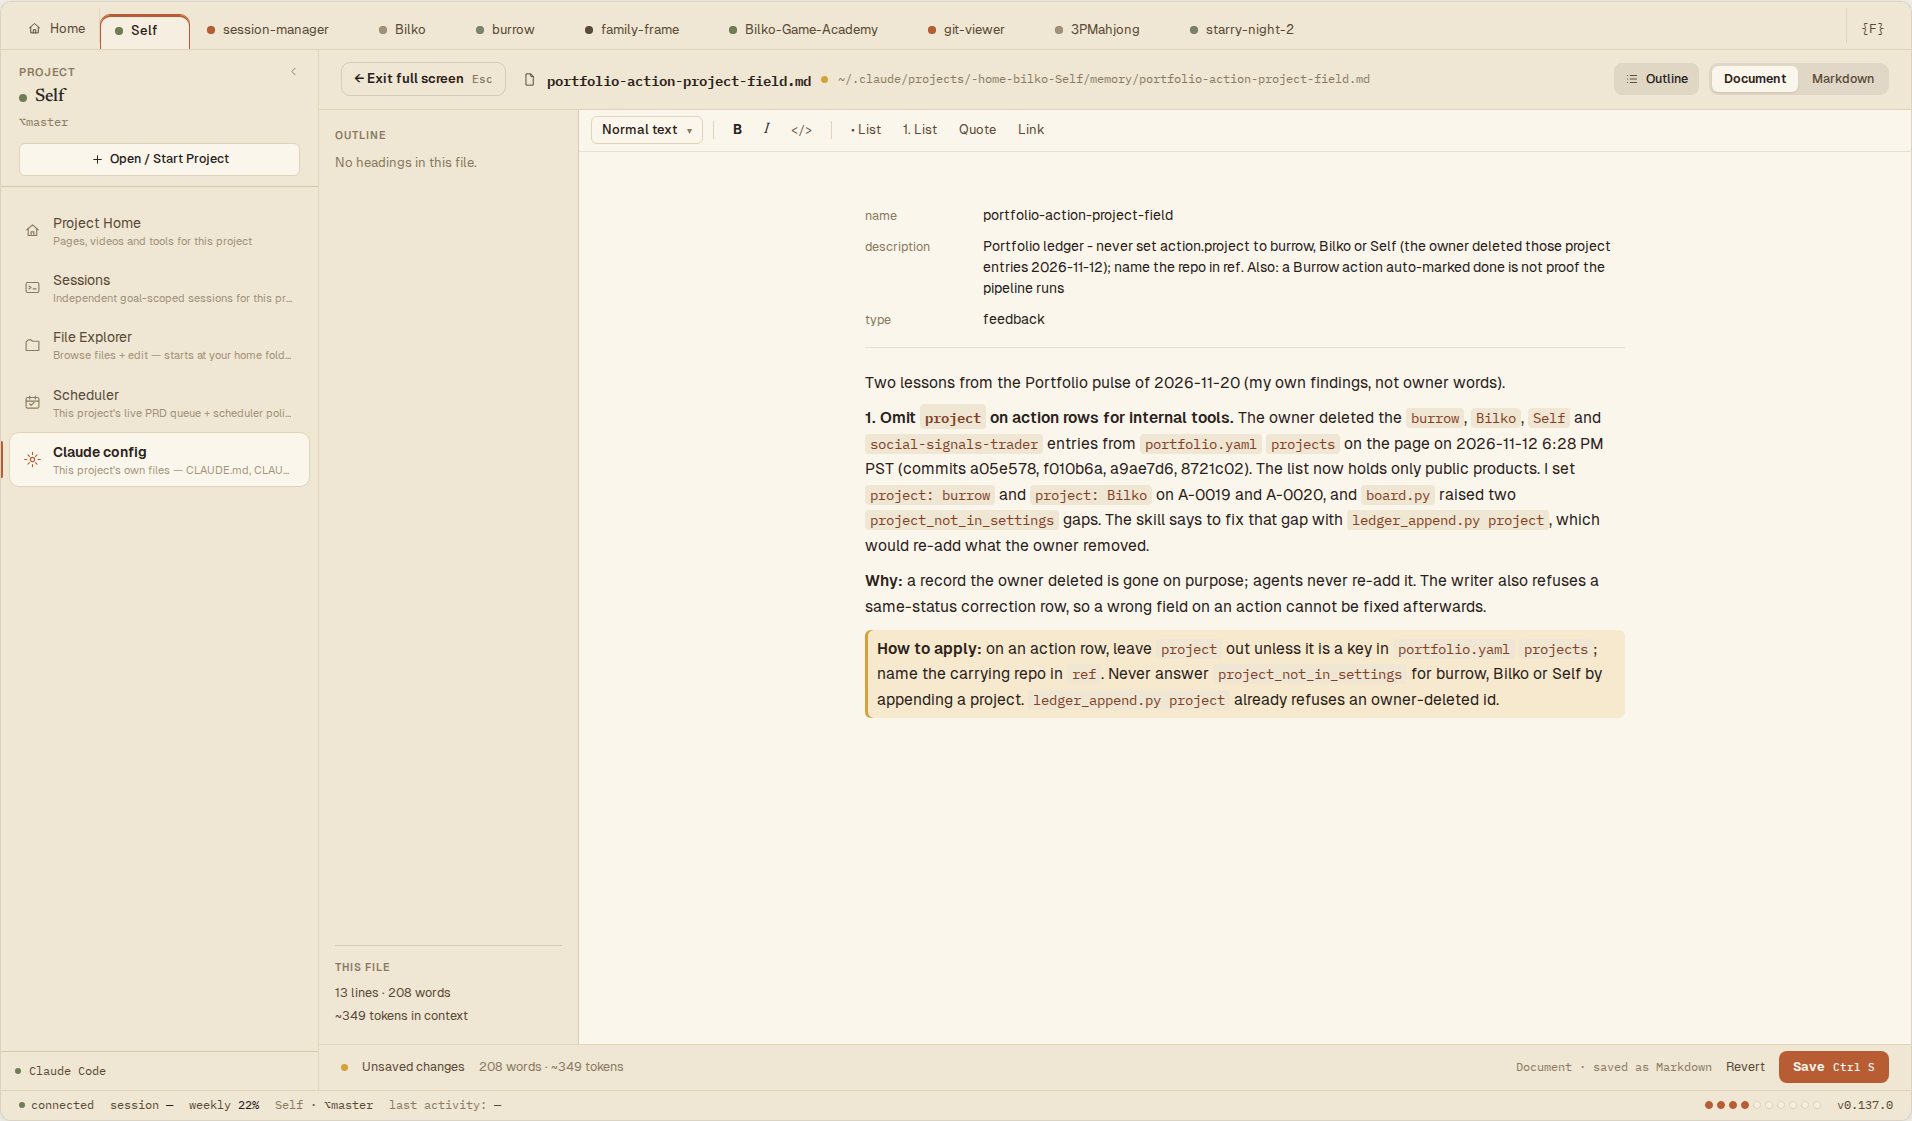 Home
Self
session-manager
Bilko
burrow
family-frame
Bilko-Game-Academy
git-viewer
3PMahjong
starry-night-2
{F}
PROJECT
Self
⌥master
+ Open / Start Project
Project Home
Pages, videos and tools for this project
Sessions
Independent goal-scoped sessions for this pr...
File Explorer
Browse files + edit — starts at your home fold...
Scheduler
This project's live PRD queue + scheduler poli...
Claude config
This project's own files — CLAUDE.md, CLAU...
Claude Code
← Exit full screen Esc
portfolio-action-project-field.md
~/.claude/projects/-home-bilko-Self/memory/portfolio-action-project-field.md
Outline
Document
Markdown
OUTLINE
No headings in this file.
THIS FILE
13 lines · 208 words
~349 tokens in context
Normal text ▾
B
I
</>
• List
1. List
Quote
Link
name portfolio-action-project-field
description Portfolio ledger - never set action.project to burrow, Bilko or Self (the owner deleted those project
entries 2026-11-12); name the repo in ref. Also: a Burrow action auto-marked done is not proof the
pipeline runs
type feedback
Two lessons from the Portfolio pulse of 2026-11-20 (my own findings, not owner words).
1. Omit project on action rows for internal tools. The owner deleted the burrow, Bilko, Self and
social-signals-trader entries from portfolio.yaml projects on the page on 2026-11-12 6:28 PM
PST (commits a05e578, f010b6a, a9ae7d6, 8721c02). The list now holds only public products. I set
project: burrow and project: Bilko on A-0019 and A-0020, and board.py raised two
project_not_in_settings gaps. The skill says to fix that gap with ledger_append.py project, which
would re-add what the owner removed.
Why: a record the owner deleted is gone on purpose; agents never re-add it. The writer also refuses a
same-status correction row, so a wrong field on an action cannot be fixed afterwards.
How to apply: on an action row, leave project out unless it is a key in portfolio.yaml projects;
name the carrying repo in ref. Never answer project_not_in_settings for burrow, Bilko or Self by
appending a project. ledger_append.py project already refuses an owner-deleted id.
Unsaved changes 208 words · ~349 tokens
Document · saved as Markdown
Revert
Save Ctrl S
connected session — weekly 22% Self · ⌥master last activity: —
v0.137.0